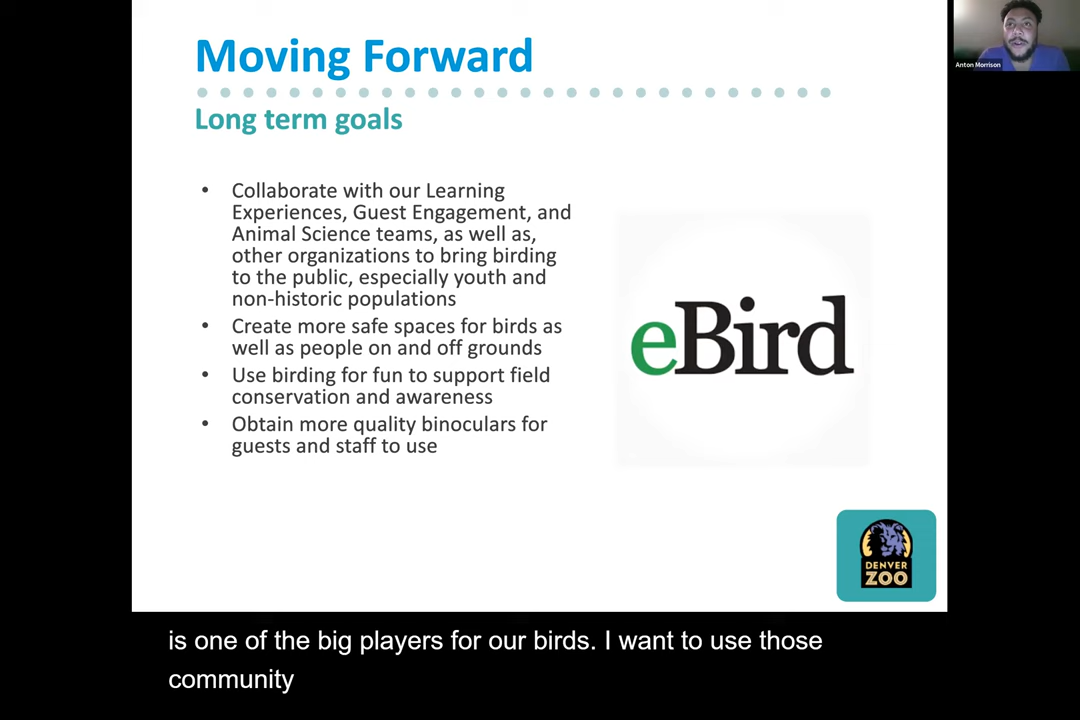 Moving Forward
Long term goals
• Collaborate with our Learning
Experiences, Guest Engagement, and
Animal Science teams, as well as,
other organizations to bring birding
to the public, especially youth and
non-historic populations
• Create more safe spaces for birds as
well as people on and off grounds
• Use birding for fun to support field
conservation and awareness
• Obtain more quality binoculars for
guests and staff to use
eBird
DENVER
ZOO
Anton Morrison
is one of the big players for our birds. I want to use those
community